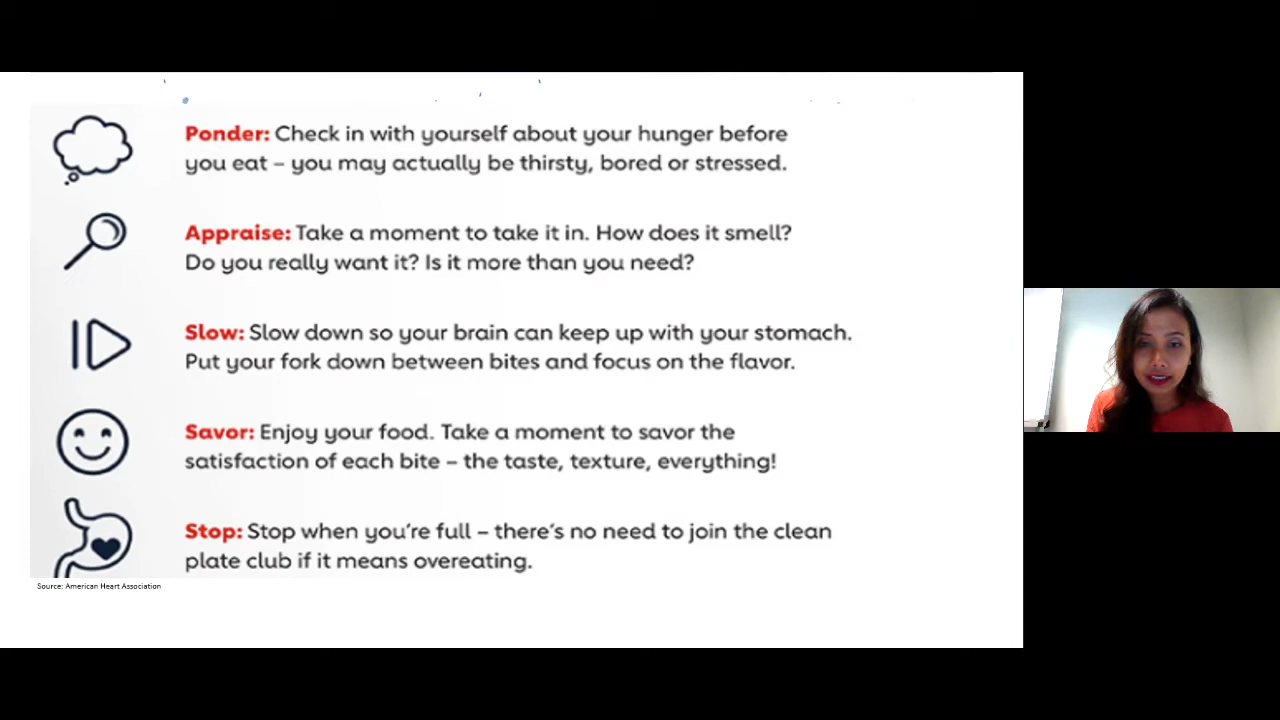 Ponder: Check in with yourself about your hunger before
you eat – you may actually be thirsty, bored or stressed.
Appraise: Take a moment to take it in. How does it smell?
Do you really want it? Is it more than you need?
Slow: Slow down so your brain can keep up with your stomach.
Put your fork down between bites and focus on the flavor.
Savor: Enjoy your food. Take a moment to savor the
satisfaction of each bite – the taste, texture, everything!
Stop: Stop when you're full – there's no need to join the clean
plate club if it means overeating.
Source: American Heart Association